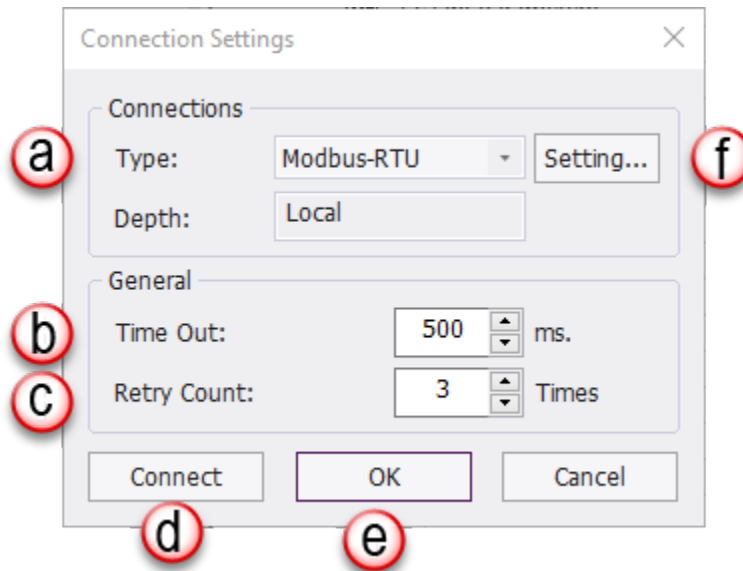 Connection Settings
Connections
a Type: Modbus-RTU Setting... f
Depth: Local
General
b Time Out: 500 ms.
c Retry Count: 3 Times
Connect OK Cancel
d e